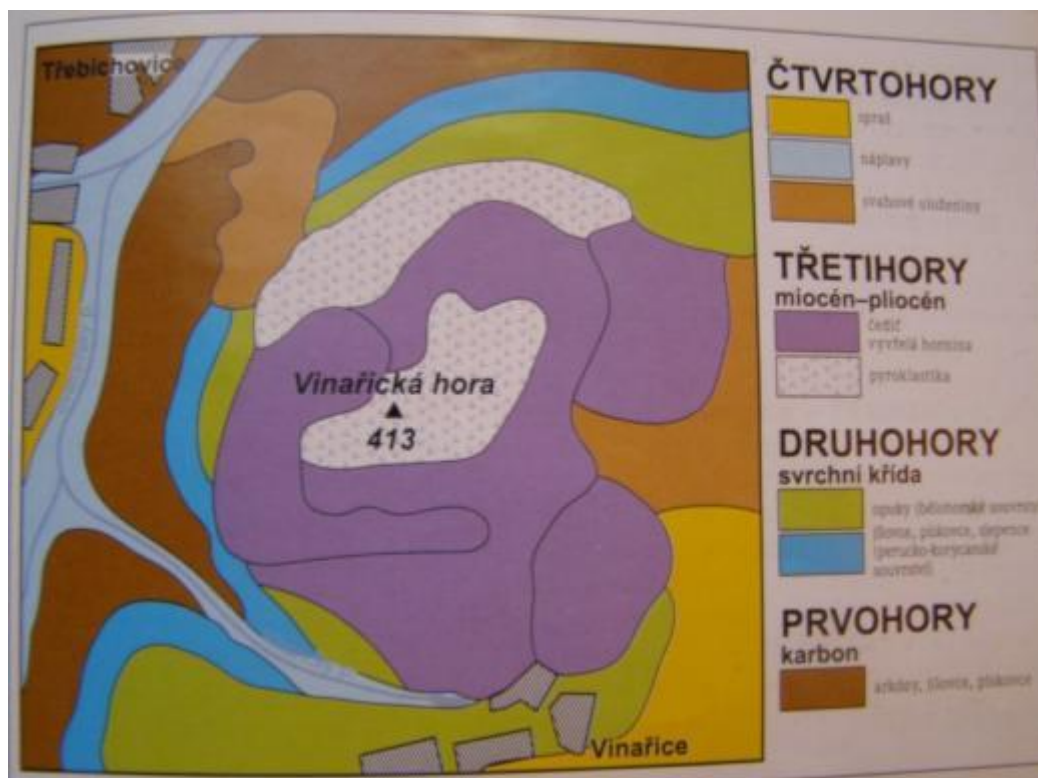 Třebichovice
Vinařická hora
413
Vinařice
ČTVRTOHORY
spraš
náplavy
svahové uloženiny
TŘETIHORY
miocén–pliocén
čedič
vyvřelá hornina
pyroklastika
DRUHOHORY
svrchní křída
opuky (bělohorské souvrství
jílovce, pískovce, slepence
(perucko-korycanské
souvrství)
PRVOHORY
karbon
arkózy, jílovce, pískovce